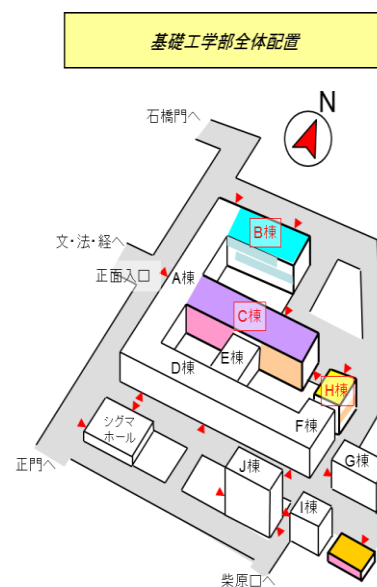 基礎工学部全体配置
N
石橋門へ
B棟
文・法・経へ
正面入口
A棟
C棟
E棟
D棟
H棟
F棟
シグマ
ホール
G棟
正門へ
J棟
I棟
柴原口へ